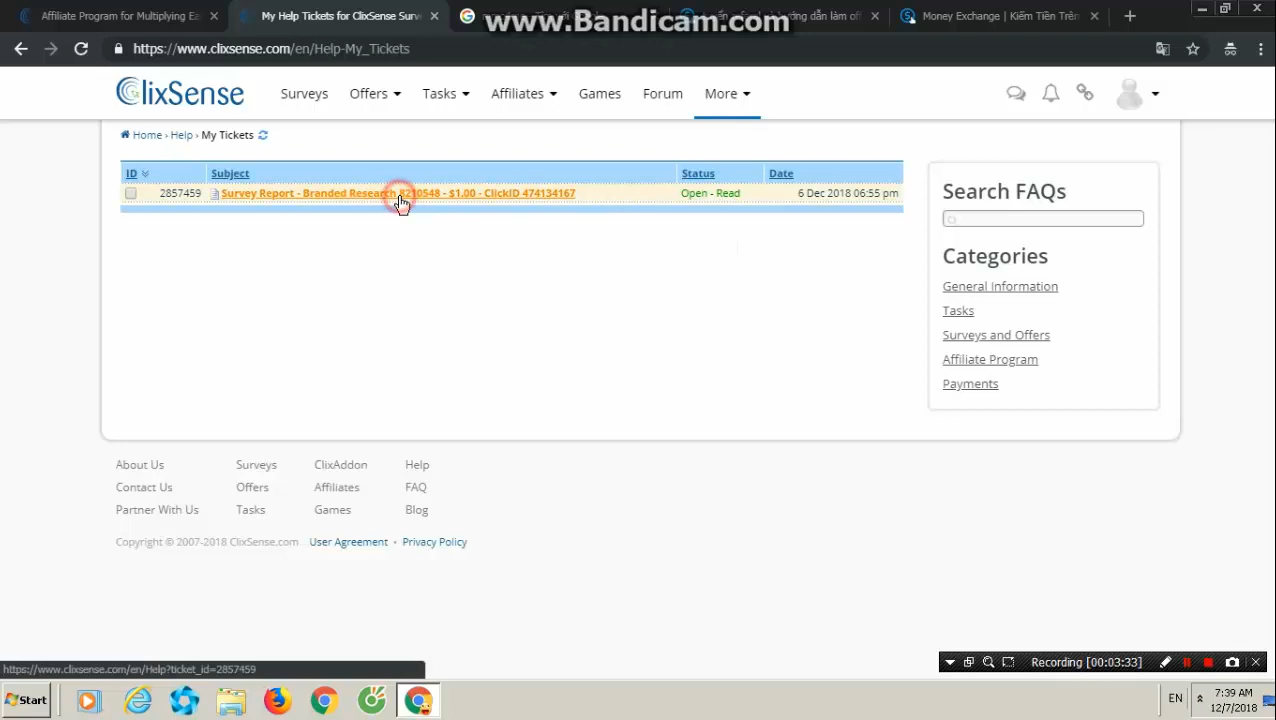 Affiliate Program for Multiplying Ea
My Help Tickets for ClixSense Surv
Money Exchange | Kiếm Tiền Trên
www.Bandicam.com
https://www.clixsense.com/en/Help-My_Tickets
ClixSense
Surveys
Offers
Tasks
Affiliates
Games
Forum
More
Home › Help › My Tickets
ID
Subject
Status
Date
2857459
Survey Report - Branded Research 8210548 - $1.00 - ClickID 474134167
Open - Read
6 Dec 2018 06:55 pm
Search FAQs
Categories
General Information
Tasks
Surveys and Offers
Affiliate Program
Payments
About Us
Surveys
ClixAddon
Help
Contact Us
Offers
Affiliates
FAQ
Partner With Us
Tasks
Games
Blog
Copyright © 2007-2018 ClixSense.com
User Agreement • Privacy Policy
https://www.clixsense.com/en/Help?ticket_id=2857459
Recording [00:03:33]
Start
EN
7:39 AM
12/7/2018